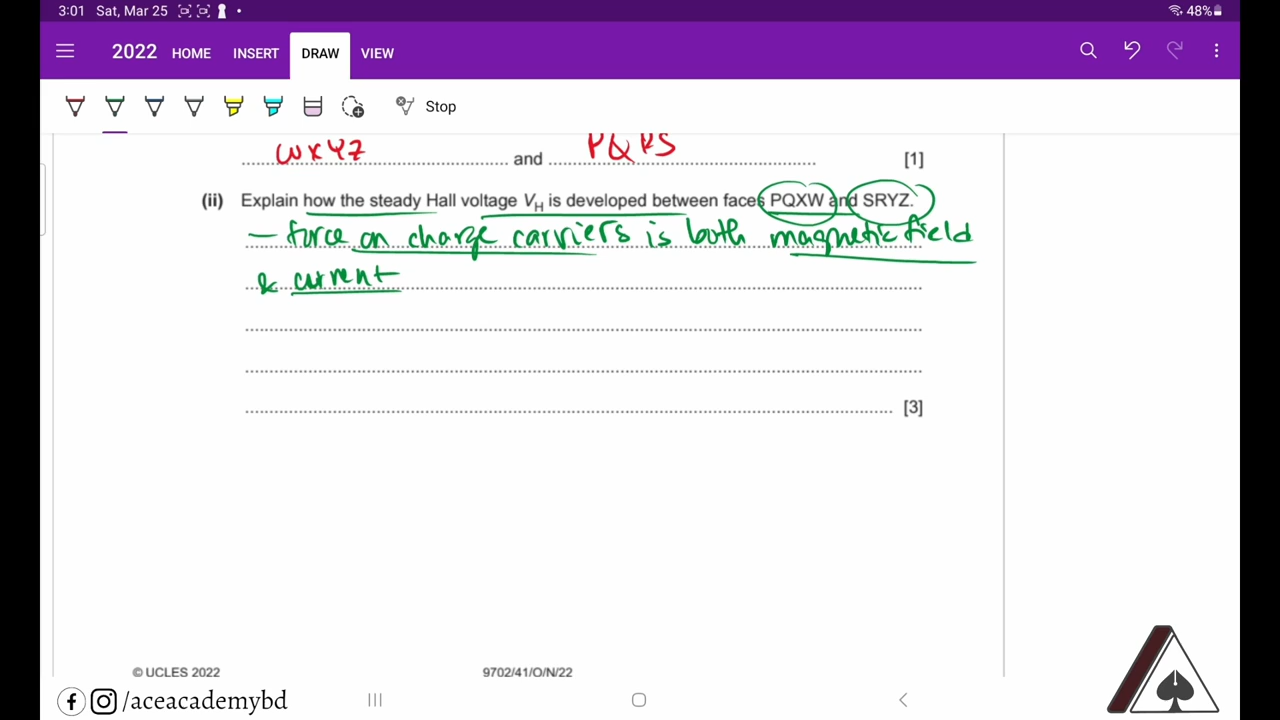 3:01 Sat, Mar 25
48%
2022 HOME INSERT DRAW VIEW
Stop
WXYZ and PQRS [1]
(ii) Explain how the steady Hall voltage VH is developed between faces PQXW and SRYZ.
– force on charge carriers is both magnetic field
& current
[3]
© UCLES 2022 9702/41/O/N/22
/aceacademybd